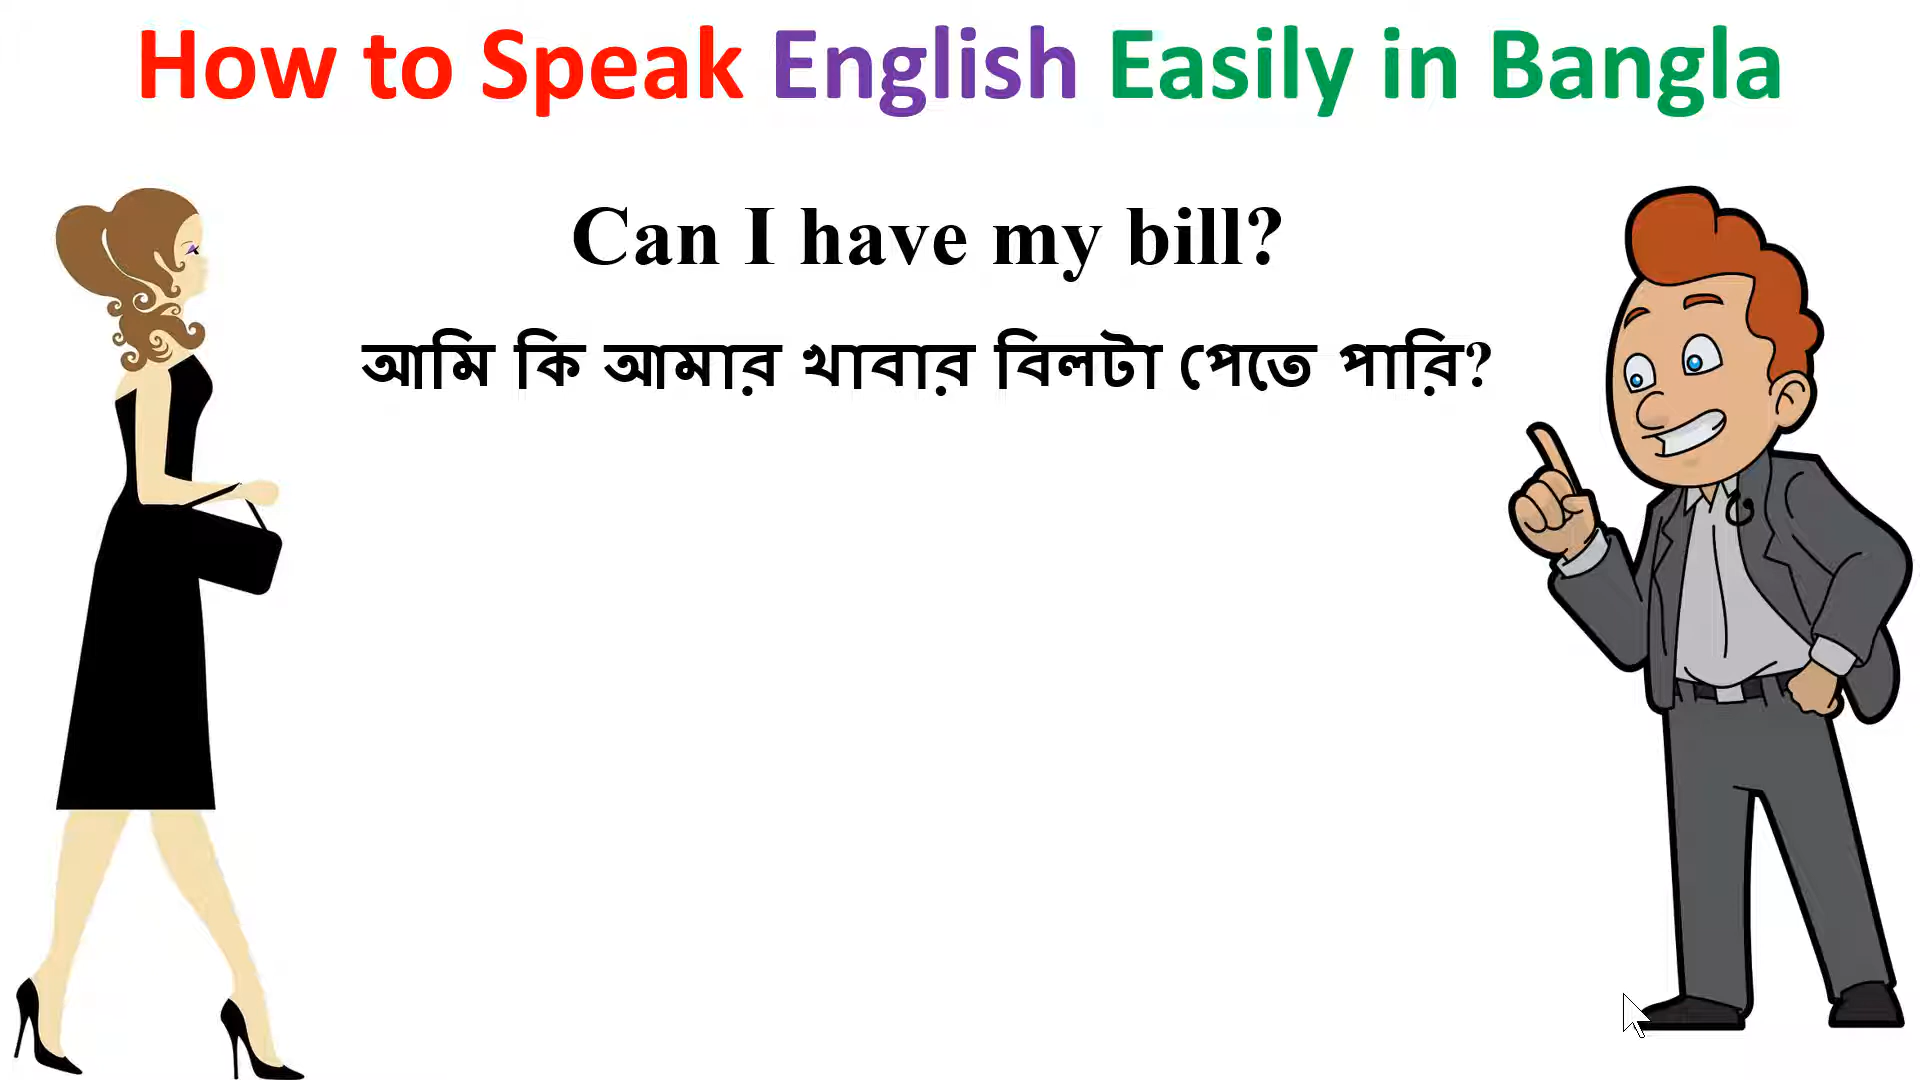 How to Speak English Easily in Bangla
Can I have my bill?
আমি কি আমার খাবার বিলটা পেতে পারি?